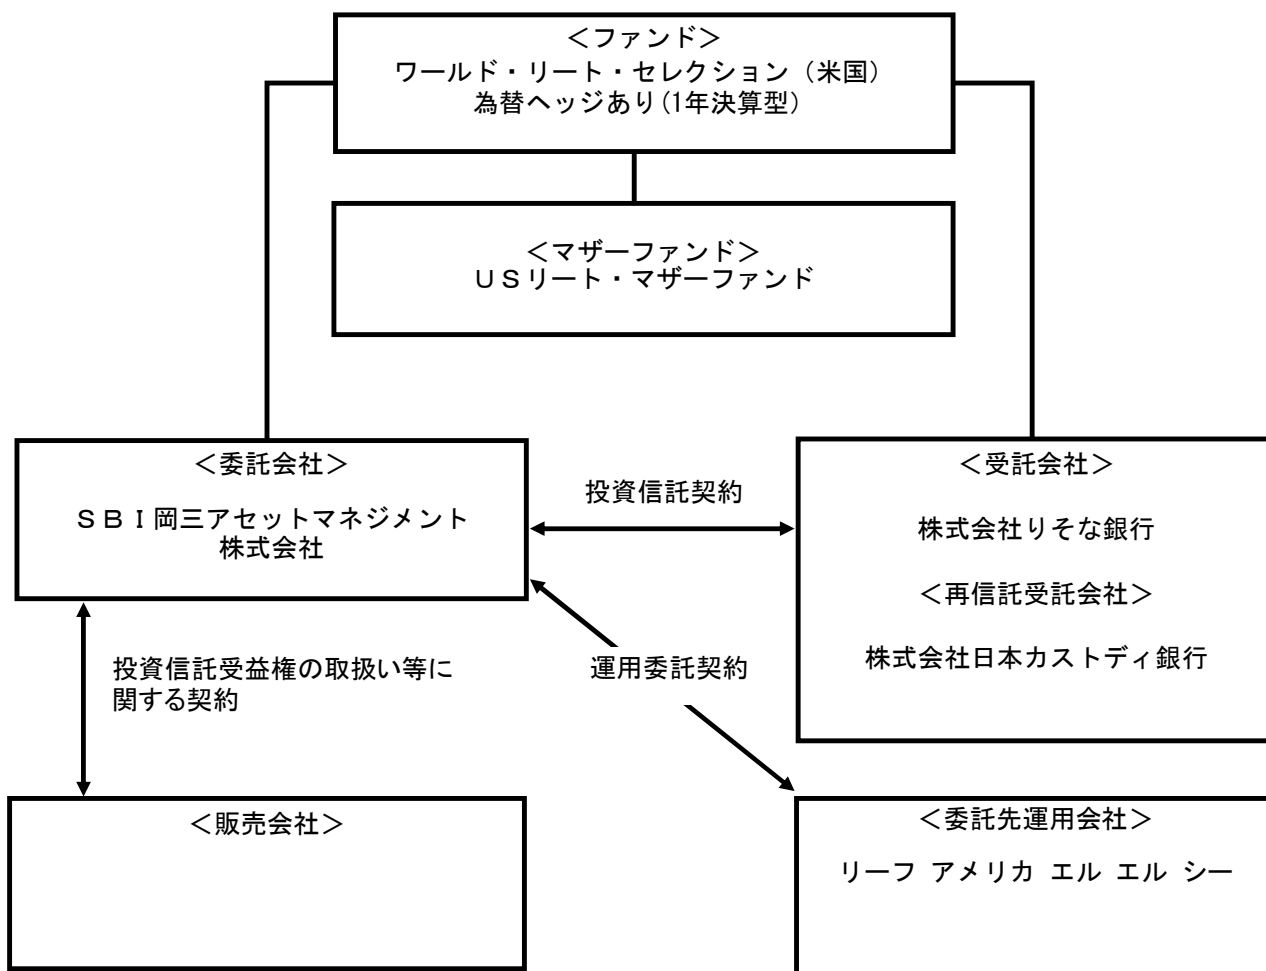 ＜ファンド＞
ワールド・リート・セレクション（米国）
為替ヘッジあり(1年決算型)
＜マザーファンド＞
ＵＳリート・マザーファンド
＜委託会社＞
ＳＢＩ岡三アセットマネジメント
株式会社
投資信託契約
＜受託会社＞
株式会社りそな銀行
＜再信託受託会社＞
株式会社日本カストディ銀行
投資信託受益権の取扱い等に
関する契約
運用委託契約
＜販売会社＞
＜委託先運用会社＞
リーフ アメリカ エル エル シー